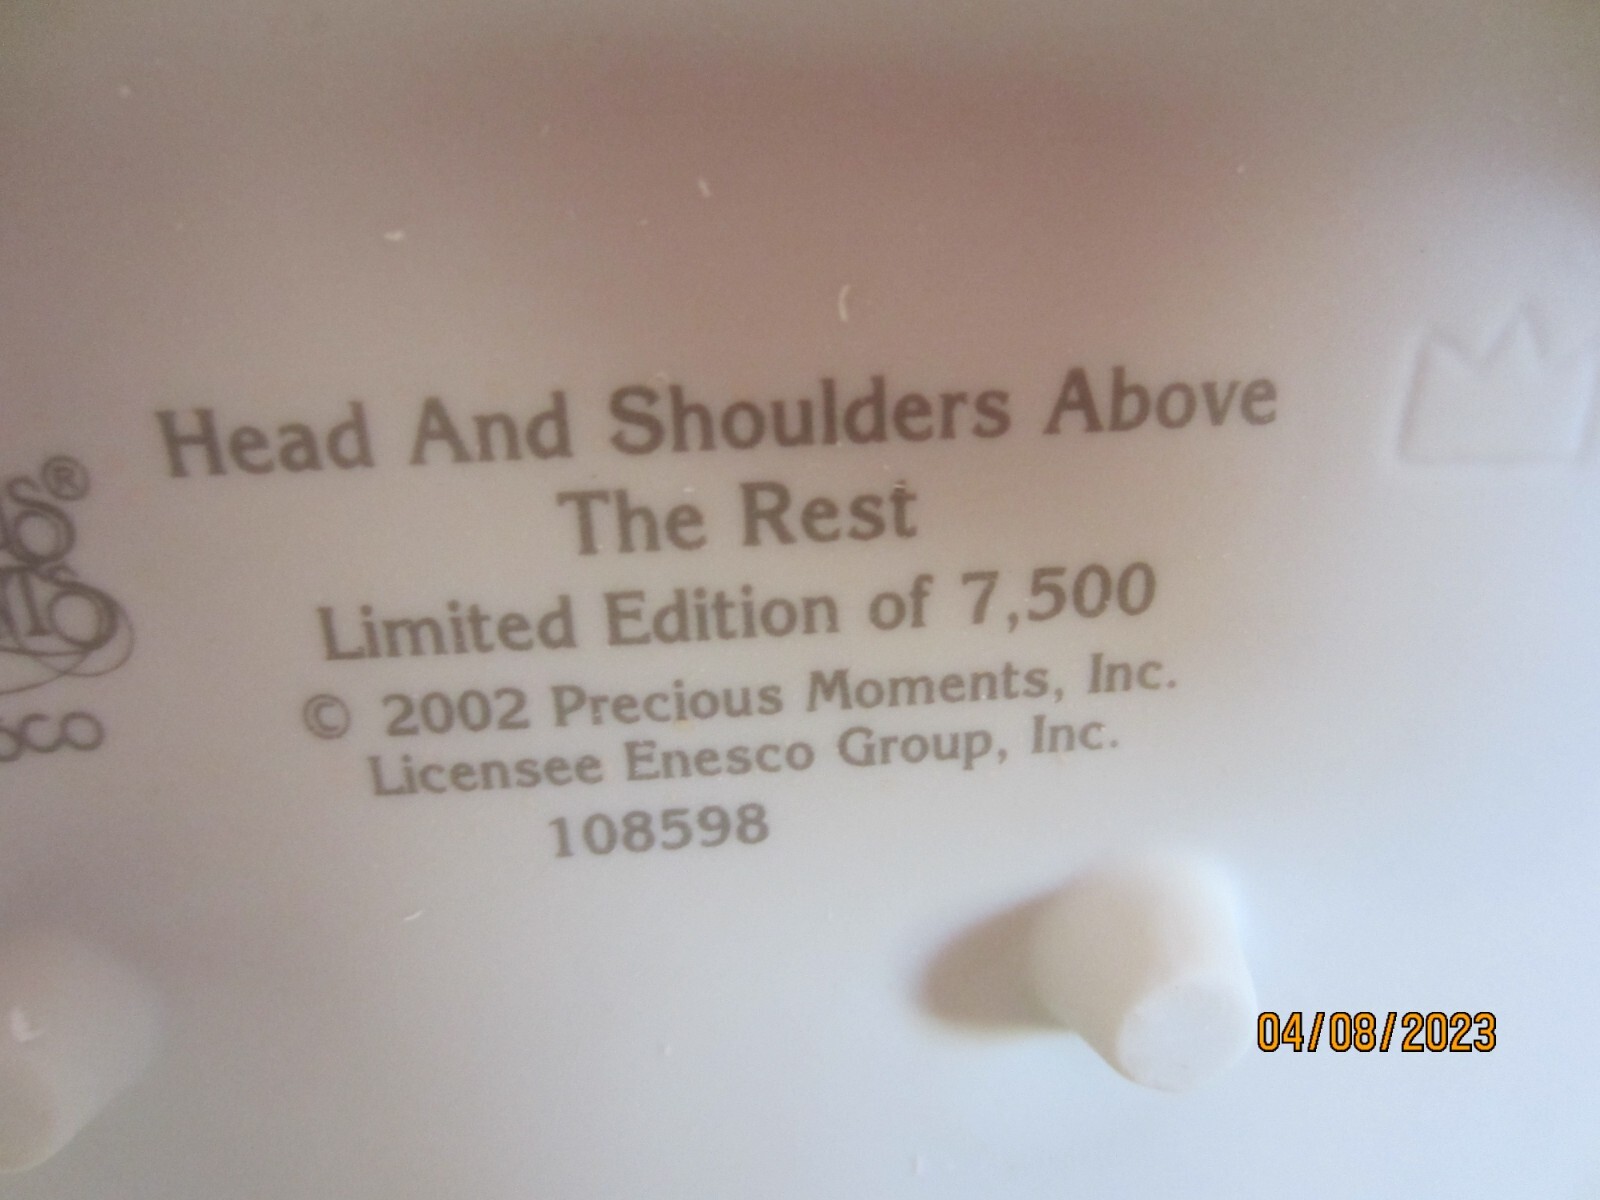 Head And Shoulders Above
The Rest
Limited Edition of 7,500
© 2002 Precious Moments, Inc.
Licensee Enesco Group, Inc.
108598
04/08/2023